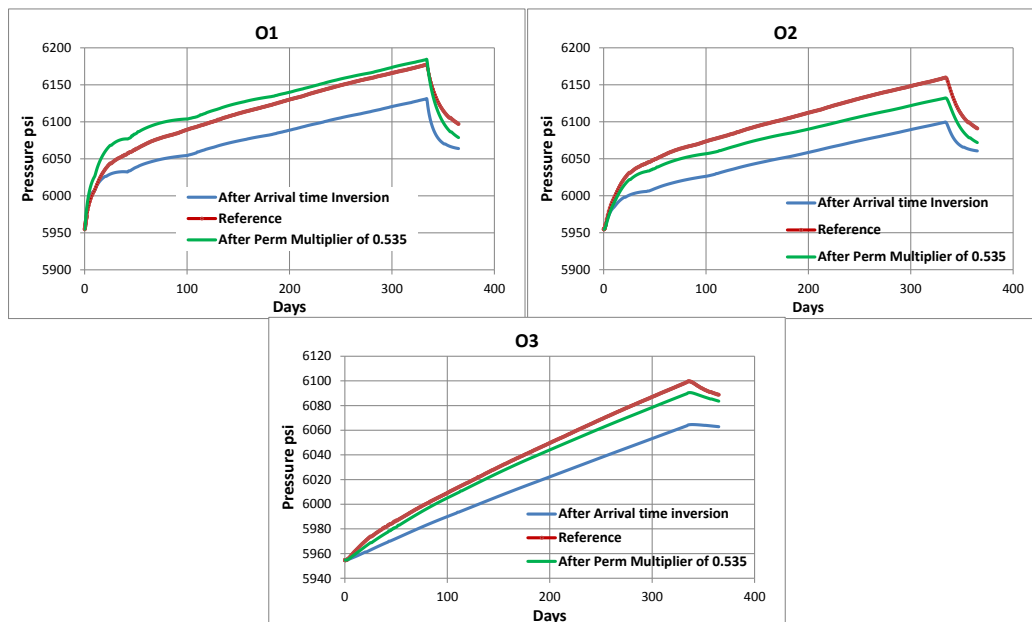 O1
Pressure psi
6200
6150
6100
6050
6000
5950
5900
0 100 200 300 400
Days
After Arrival time Inversion
Reference
After Perm Multiplier of 0.535
O2
Pressure psi
6200
6150
6100
6050
6000
5950
5900
0 100 200 300 400
Days
After Arrival time Inversion
Reference
After Perm Multiplier of 0.535
O3
Pressure psi
6120
6100
6080
6060
6040
6020
6000
5980
5960
5940
0 100 200 300 400
Days
After Arrival time inversion
Reference
After Perm Multiplier of 0.535